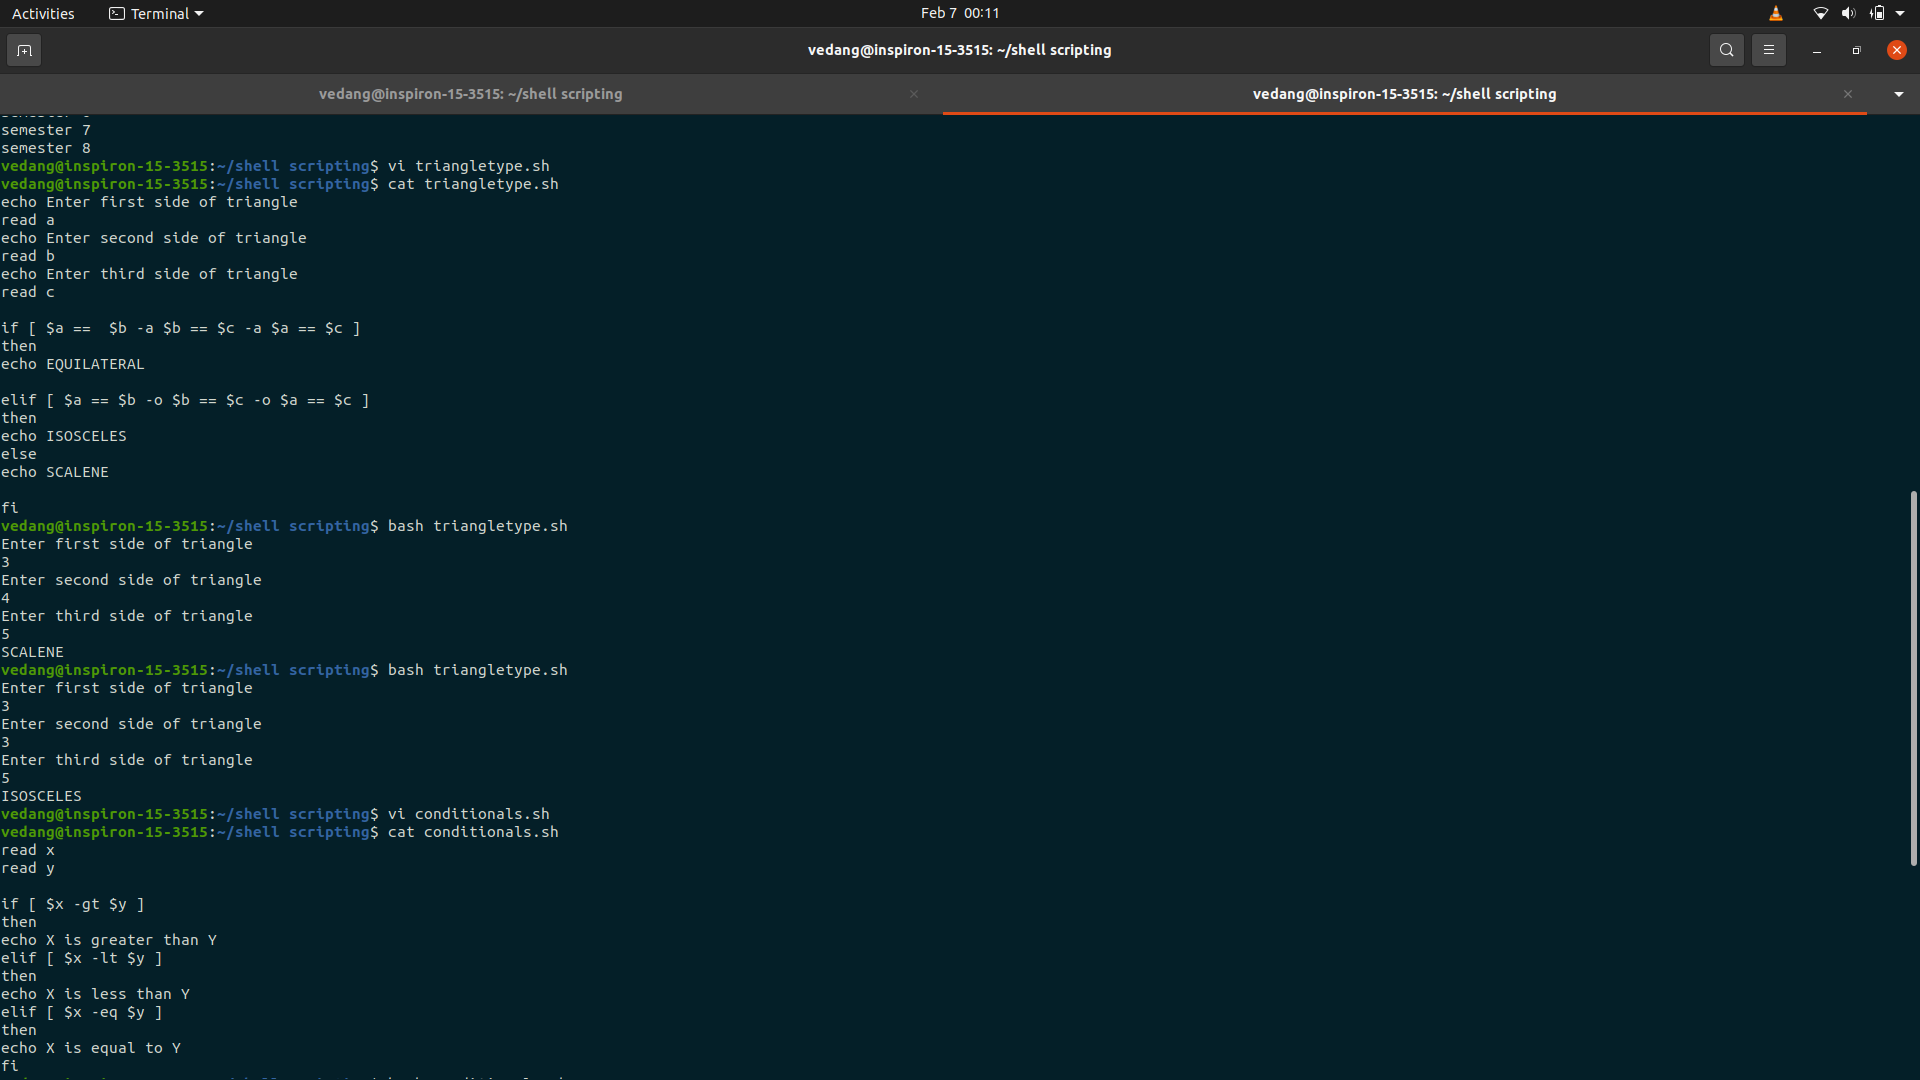 Activities Terminal Feb 7 00:11
vedang@inspiron-15-3515: ~/shell scripting
vedang@inspiron-15-3515: ~/shell scripting vedang@inspiron-15-3515: ~/shell scripting
semester 7
semester 8
vedang@inspiron-15-3515:~/shell scripting$ vi triangletype.sh
vedang@inspiron-15-3515:~/shell scripting$ cat triangletype.sh
echo Enter first side of triangle
read a
echo Enter second side of triangle
read b
echo Enter third side of triangle
read c
if [ $a ==  $b -a $b == $c -a $a == $c ]
then
echo EQUILATERAL
elif [ $a == $b -o $b == $c -o $a == $c ]
then
echo ISOSCELES
else
echo SCALENE
fi
vedang@inspiron-15-3515:~/shell scripting$ bash triangletype.sh
Enter first side of triangle
3
Enter second side of triangle
4
Enter third side of triangle
5
SCALENE
vedang@inspiron-15-3515:~/shell scripting$ bash triangletype.sh
Enter first side of triangle
3
Enter second side of triangle
3
Enter third side of triangle
5
ISOSCELES
vedang@inspiron-15-3515:~/shell scripting$ vi conditionals.sh
vedang@inspiron-15-3515:~/shell scripting$ cat conditionals.sh
read x
read y
if [ $x -gt $y ]
then
echo X is greater than Y
elif [ $x -lt $y ]
then
echo X is less than Y
elif [ $x -eq $y ]
then
echo X is equal to Y
fi